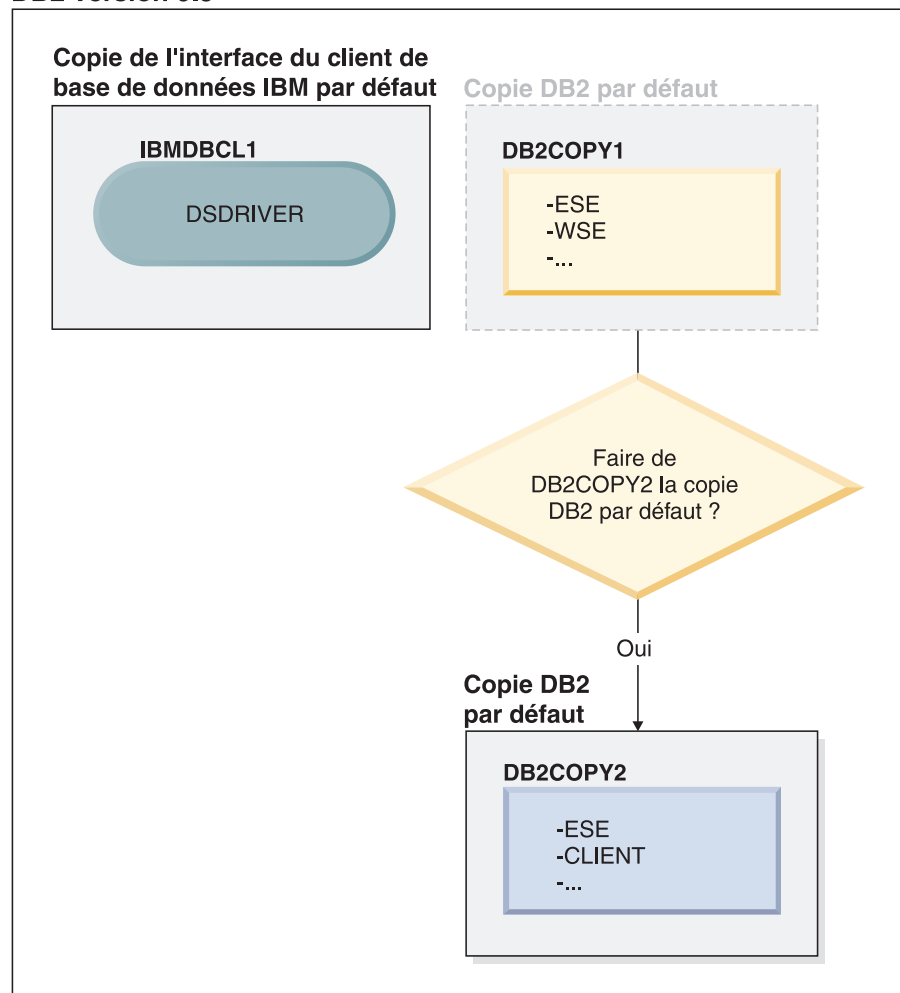 Copie de l'interface du client de
base de données IBM par défaut
IBMDBCL1
DSDRIVER
Copie DB2 par défaut
DB2COPY1
-ESE
-WSE
-...
Faire de
DB2COPY2 la copie
DB2 par défaut ?
Oui
Copie DB2
par défaut
DB2COPY2
-ESE
-CLIENT
-...